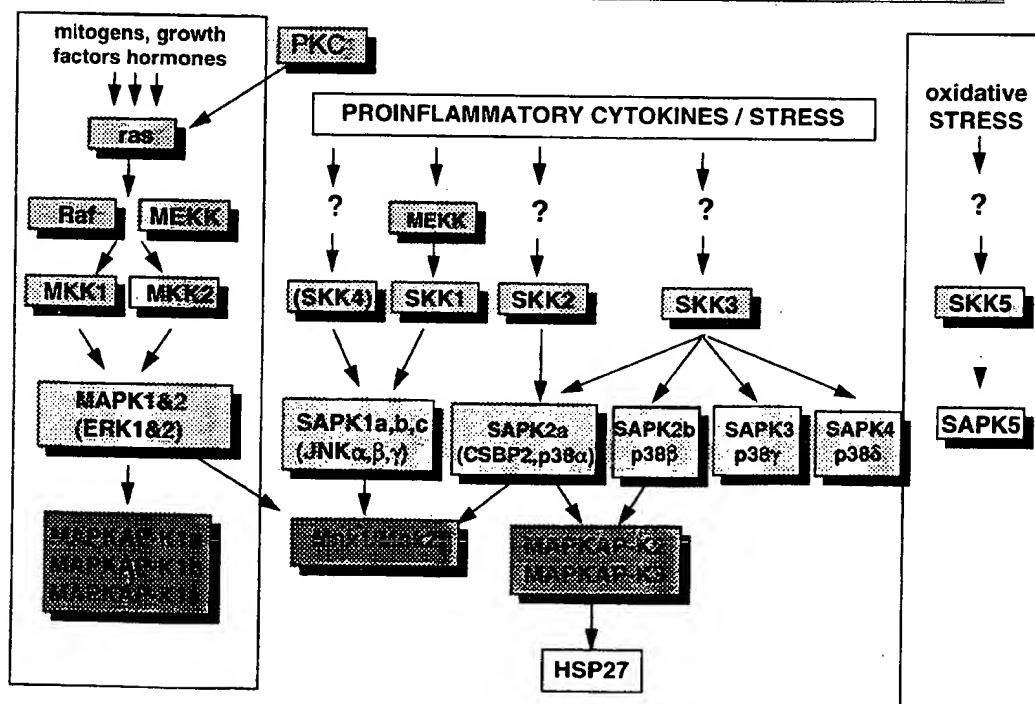 mitogens, growth
factors hormones
PKC
ras
Raf
MEKK
MKK1
MKK2
MAPK1&2
(ERK1&2)
PROINFLAMMATORY CYTOKINES / STRESS
?
MEKK
?
?
(SKK4)
SKK1
SKK2
SKK3
SAPK1a,b,c
(JNKα,β,γ)
SAPK2a
(CSBP2,p38α)
SAPK2b
p38β
SAPK3
p38γ
SAPK4
p38δ
MAPKAP-K2
MAPKAP-K3
HSP27
oxidative
STRESS
?
SKK5
SAPK5